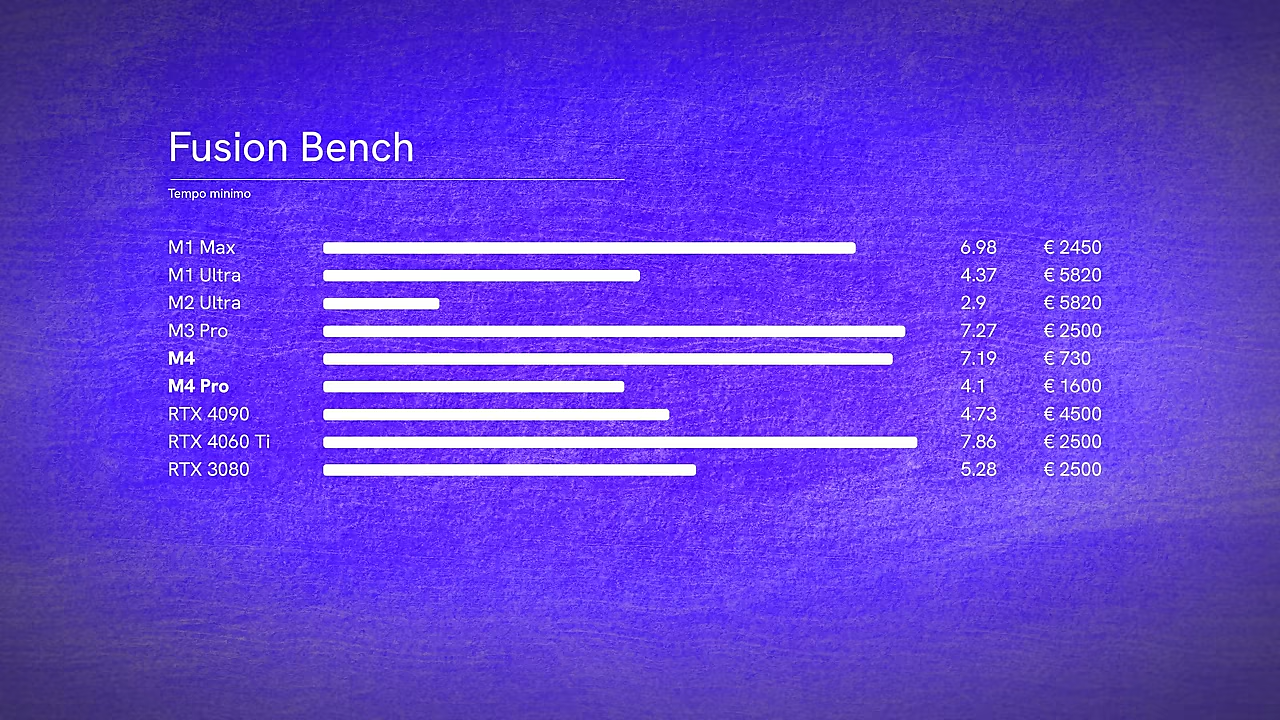 Fusion Bench
Tempo minimo
M1 Max 6.98 € 2450
M1 Ultra 4.37 € 5820
M2 Ultra 2.9 € 5820
M3 Pro 7.27 € 2500
M4 7.19 € 730
M4 Pro 4.1 € 1600
RTX 4090 4.73 € 4500
RTX 4060 Ti 7.86 € 2500
RTX 3080 5.28 € 2500